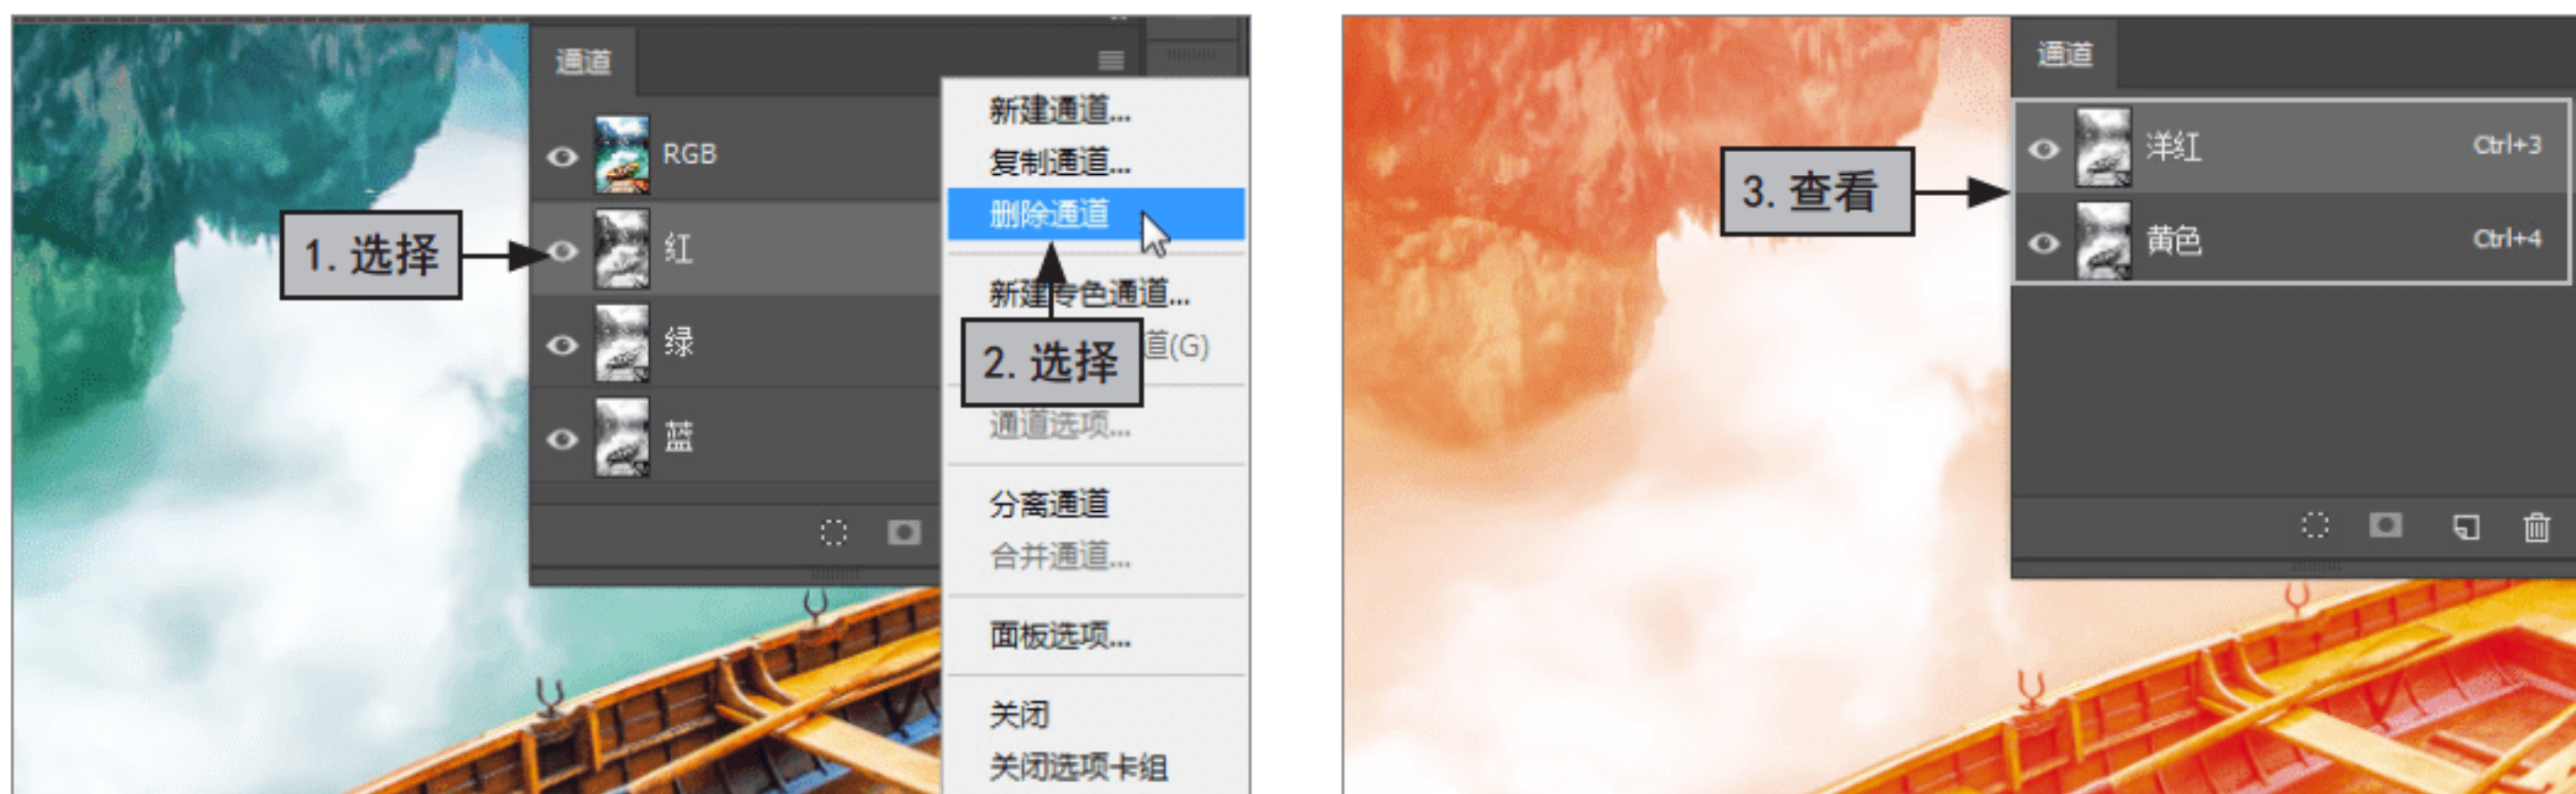 通道
RGB
红
绿
蓝
1. 选择
新建通道...
复制通道...
删除通道
新建专色通道...
道(G)
2. 选择
通道选项...
分离通道
合并通道...
面板选项...
关闭
关闭选项卡组
通道
洋红 Ctrl+3
黄色 Ctrl+4
3. 查看